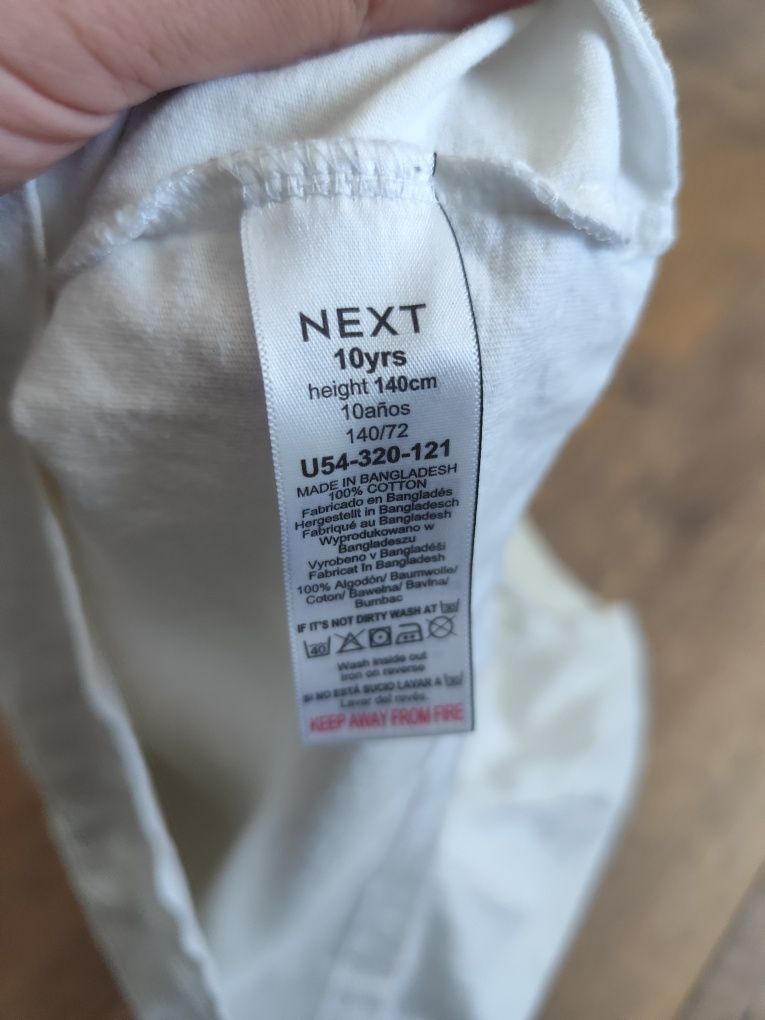 NEXT
10yrs
height 140cm
10años
140/72
U54-320-121
MADE IN BANGLADESH
100% COTTON
Fabricado en Bangladés
Hergestellt in Bangladesch
Fabriqué au Bangladesh
Wyprodukowano w
Bangladeszu
Vyrobeno v Bangladéši
Fabricat în Bangladesh
100% Algodón/ Baumwolle/
Coton/ Bawełna/ Bavlna/
Bumbac
IF IT'S NOT DIRTY WASH AT 30
40
Wash inside out
Iron on reverse
SI NO ESTÁ SUCIO LAVAR A 30
Lavar del revés.
KEEP AWAY FROM FIRE